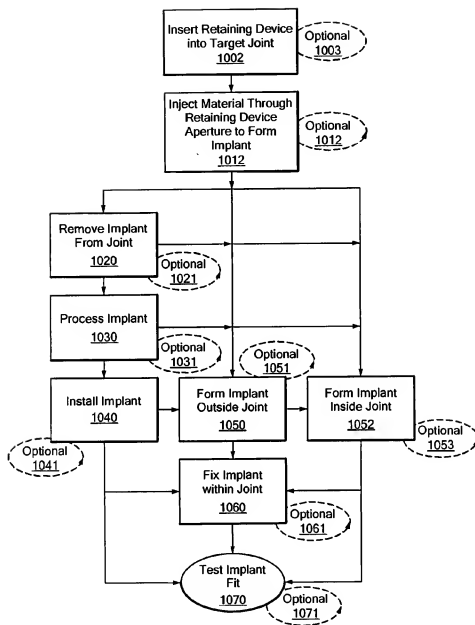 Insert Retaining Device
into Target Joint
1002
Optional
1003
Inject Material Through
Retaining Device
Aperture to Form
Implant
1012
Optional
1012
Remove Implant
From Joint
1020
Optional
1021
Process Implant
1030
Optional
1031
Install Implant
1040
Optional
1041
Optional
1051
Form Implant
Outside Joint
1050
Form Implant
Inside Joint
1052
Optional
1053
Fix Implant
within Joint
1060
Optional
1061
Test Implant
Fit
1070
Optional
1071